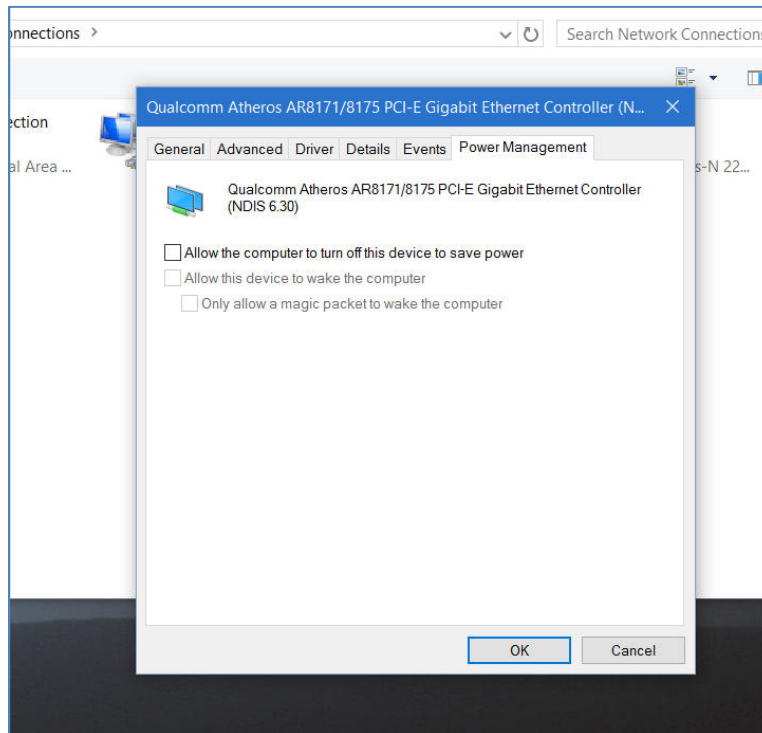 onnections >
Search Network Connections
ection
al Area ...
s-N 22...
Qualcomm Atheros AR8171/8175 PCI-E Gigabit Ethernet Controller (N...
General Advanced Driver Details Events Power Management
Qualcomm Atheros AR8171/8175 PCI-E Gigabit Ethernet Controller
(NDIS 6.30)
Allow the computer to turn off this device to save power
Allow this device to wake the computer
Only allow a magic packet to wake the computer
OK Cancel